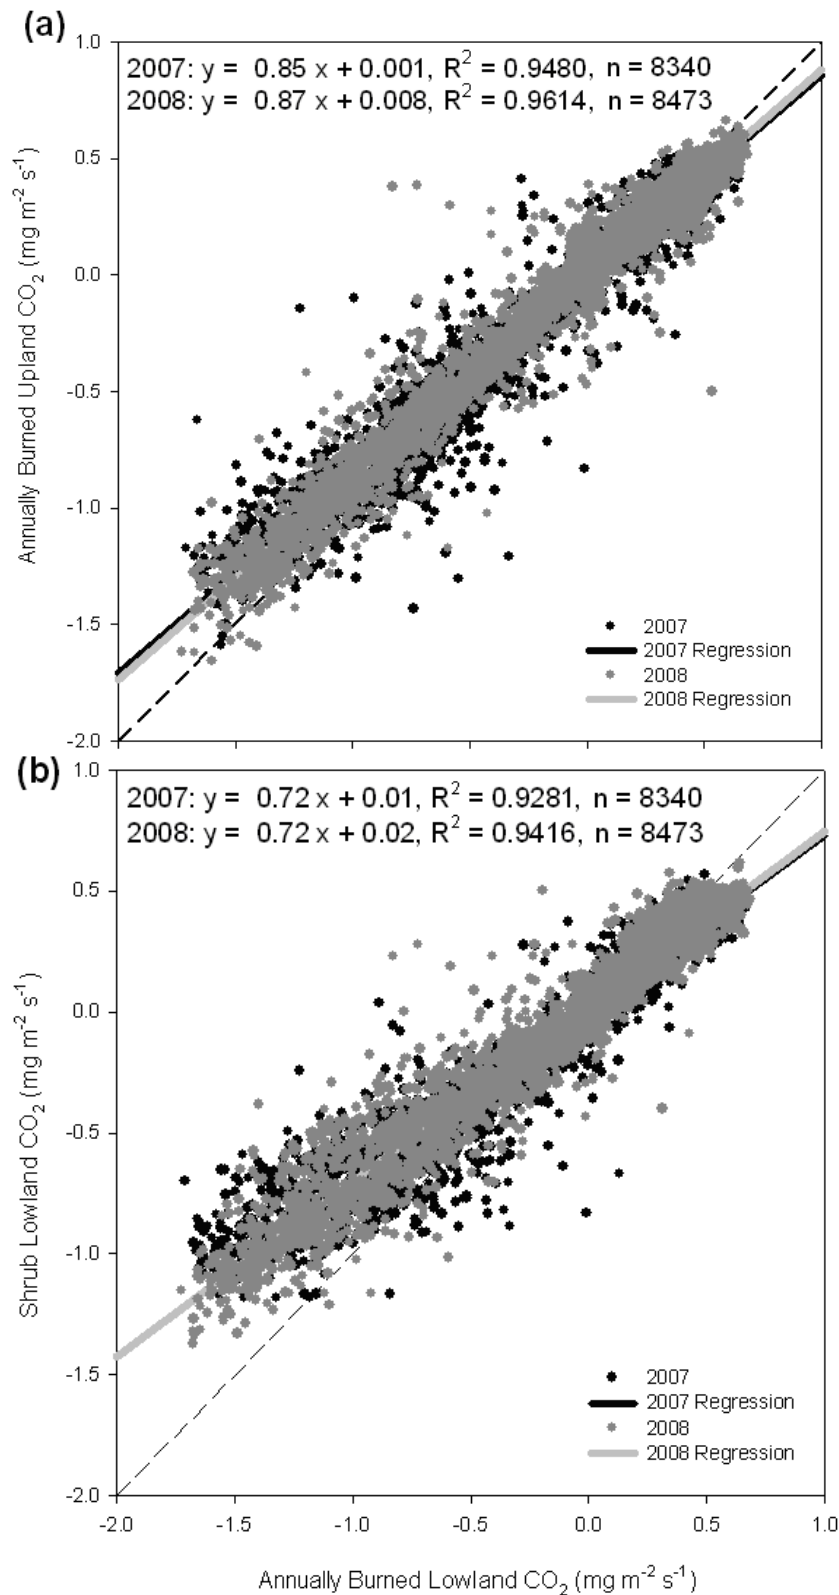 (a)
1.0
2007: y = 0.85 x + 0.001, R² = 0.9480, n = 8340
2008: y = 0.87 x + 0.008, R² = 0.9614, n = 8473
0.5
0.0
-0.5
-1.0
-1.5
-2.0
Annually Burned Upland CO₂ (mg m⁻² s⁻¹)
2007
2007 Regression
2008
2008 Regression
(b)
1.0
2007: y = 0.72 x + 0.01, R² = 0.9281, n = 8340
2008: y = 0.72 x + 0.02, R² = 0.9416, n = 8473
0.5
0.0
-0.5
-1.0
-1.5
-2.0
Shrub Lowland CO₂ (mg m⁻² s⁻¹)
2007
2007 Regression
2008
2008 Regression
-2.0 -1.5 -1.0 -0.5 0.0 0.5 1.0
Annually Burned Lowland CO₂ (mg m⁻² s⁻¹)